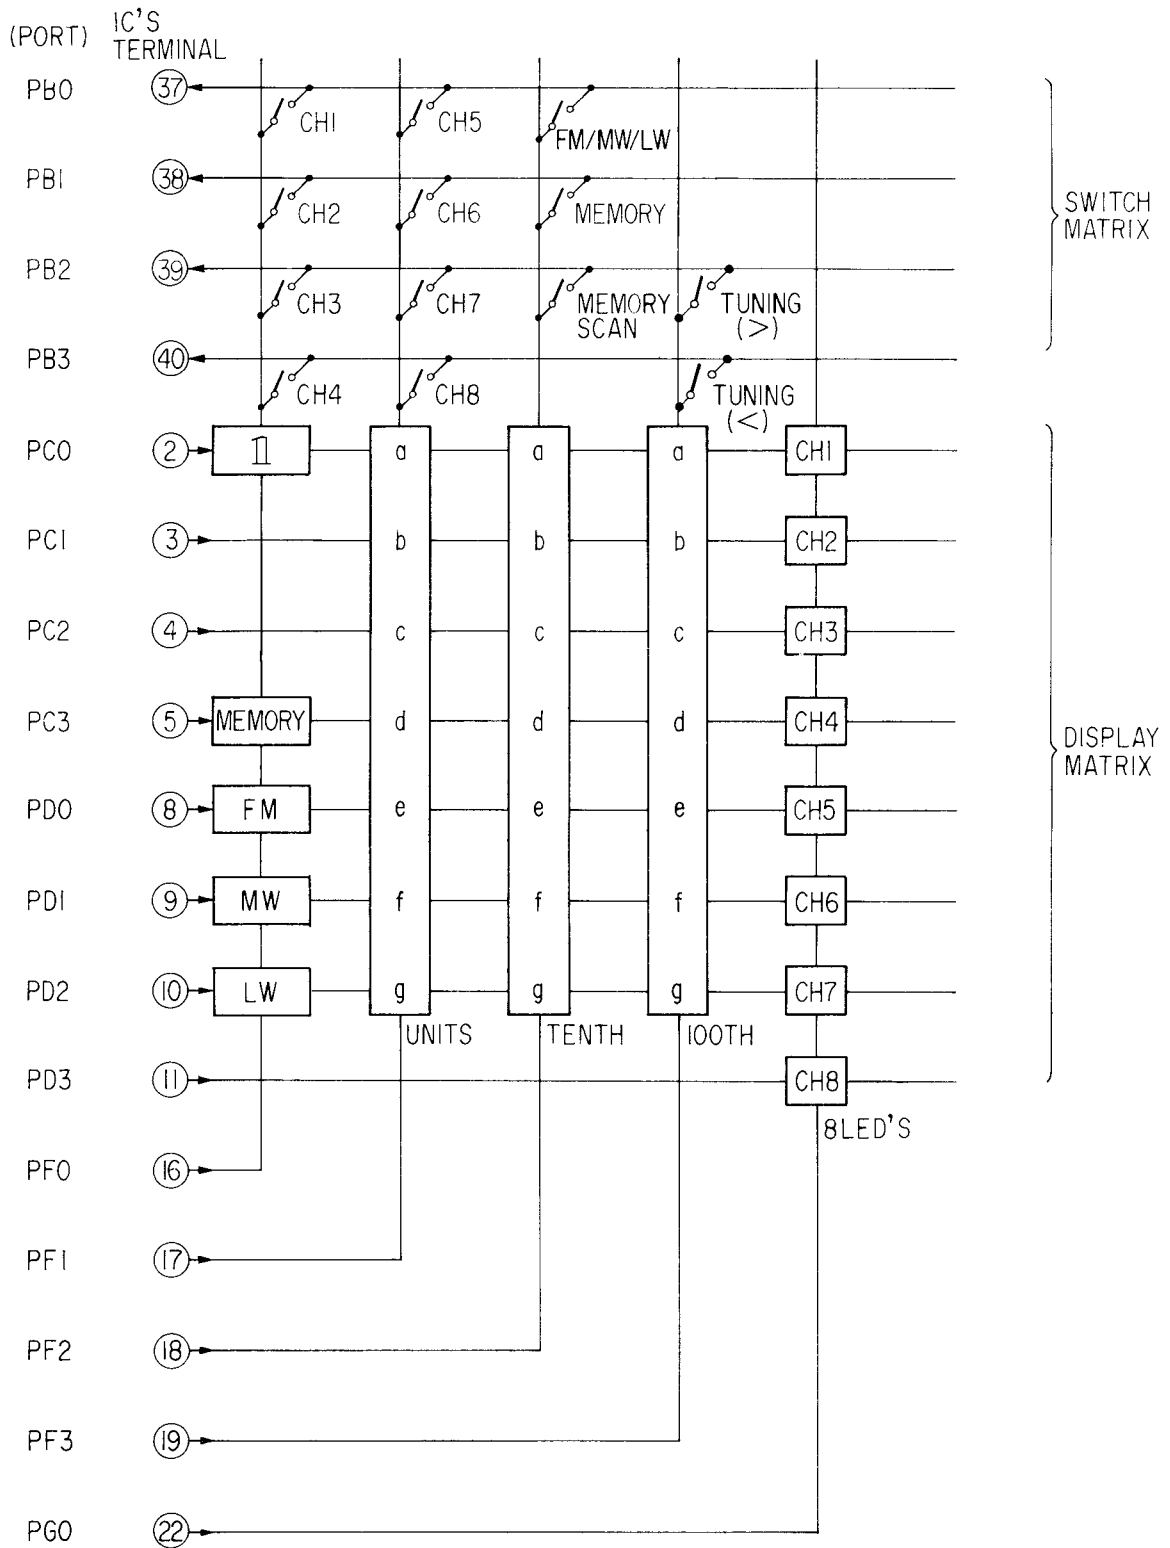 (PORT) IC'S TERMINAL
PB0 37
CH1 CH5 FM/MW/LW
PB1 38
CH2 CH6 MEMORY
PB2 39
CH3 CH7 MEMORY SCAN TUNING (>)
PB3 40
CH4 CH8 TUNING (<)
SWITCH MATRIX
PC0 2 1 a a a CH1
PC1 3 b b b CH2
PC2 4 c c c CH3
PC3 5 MEMORY d d d CH4
DISPLAY MATRIX
PD0 8 FM e e e CH5
PD1 9 MW f f f CH6
PD2 10 LW g g g CH7
UNITS TENTH 100TH
PD3 11 CH8
8LED'S
PF0 16
PF1 17
PF2 18
PF3 19
PG0 22